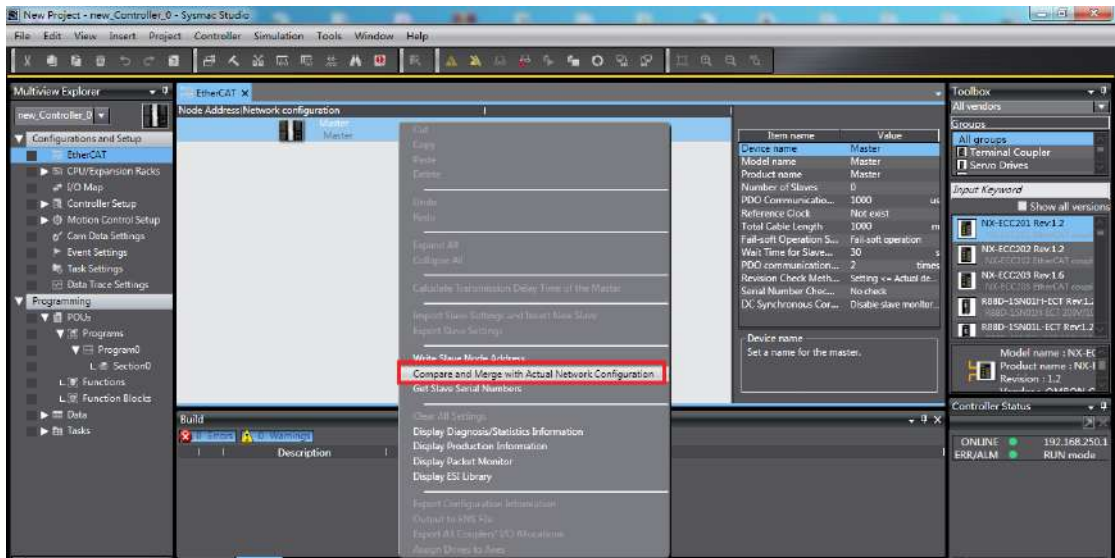 New Project - new_Controller_0 - Sysmac Studio
File Edit View Insert Project Controller Simulation Tools Window Help
Multiview Explorer
new_Controller_0
Configurations and Setup
EtherCAT
CPU/Expansion Racks
I/O Map
Controller Setup
Motion Control Setup
Cam Data Settings
Event Settings
Task Settings
Data Trace Settings
Programming
POUs
Programs
Program0
Section0
Functions
Function Blocks
Data
Tasks
EtherCAT
Node Address|Network configuration
Master
Master
Cut
Copy
Paste
Delete
Undo
Redo
Expand All
Collapse All
Calculate Transmission Delay Time of the Master
Import Slave Settings and Insert New Slave
Export Slave Settings
Write Slave Node Address
Compare and Merge with Actual Network Configuration
Get Slave Serial Numbers
Clear All Settings
Display Diagnosis/Statistics Information
Display Production Information
Display Packet Monitor
Display ESI Library
Export Configuration Information
Output to ENS File
Export All Couplers' I/O Allocations
Assign Drives to Axes
Item name Value
Device name Master
Model name Master
Product name Master
Number of Slaves 0
PDO Communicatio... 1000 us
Reference Clock Not exist
Total Cable Length 1000 m
Fail-soft Operation S... Fail-soft operation
Wait Time for Slave... 30 s
PDO communication... 2 times
Revision Check Meth... Setting <= Actual de...
Serial Number Chec... No check
DC Synchronous Cor... Disable slave monitor...
Device name
Set a name for the master.
Build
0 Errors 0 Warnings
Description
Toolbox
All vendors
Groups
All groups
Terminal Coupler
Servo Drives
Input Keyword
Show all versions
NX-ECC201 Rev:1.2
NX-ECC202 Rev:1.2
NX-ECC202 EtherCAT coupl
NX-ECC203 Rev:1.6
NX-ECC203 EtherCAT coupl
R88D-1SN01H-ECT Rev:1.
R88D-1SN01L-ECT Rev:1.2
Model name : NX-EC
Product name : NX-
Revision : 1.2
Controller Status
ONLINE 192.168.250.1
ERR/ALM RUN mode